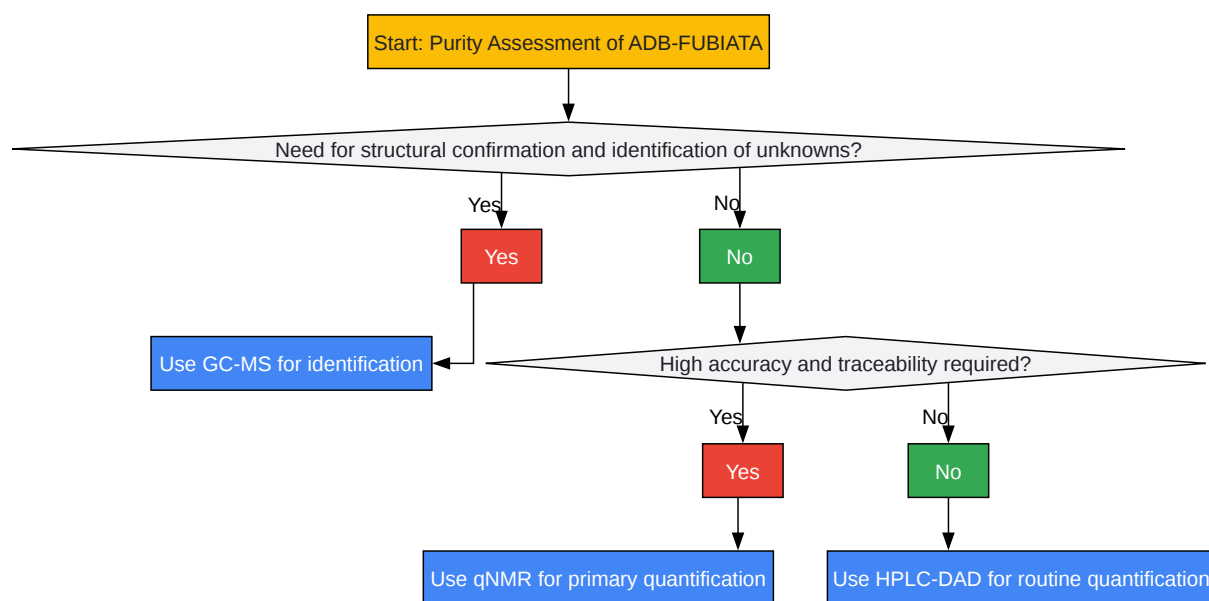 Start: Purity Assessment of ADB-FUBIATA
Need for structural confirmation and identification of unknowns?
Yes
No
Yes
No
Use GC-MS for identification
High accuracy and traceability required?
Yes
No
Yes
No
Use qNMR for primary quantification
Use HPLC-DAD for routine quantification